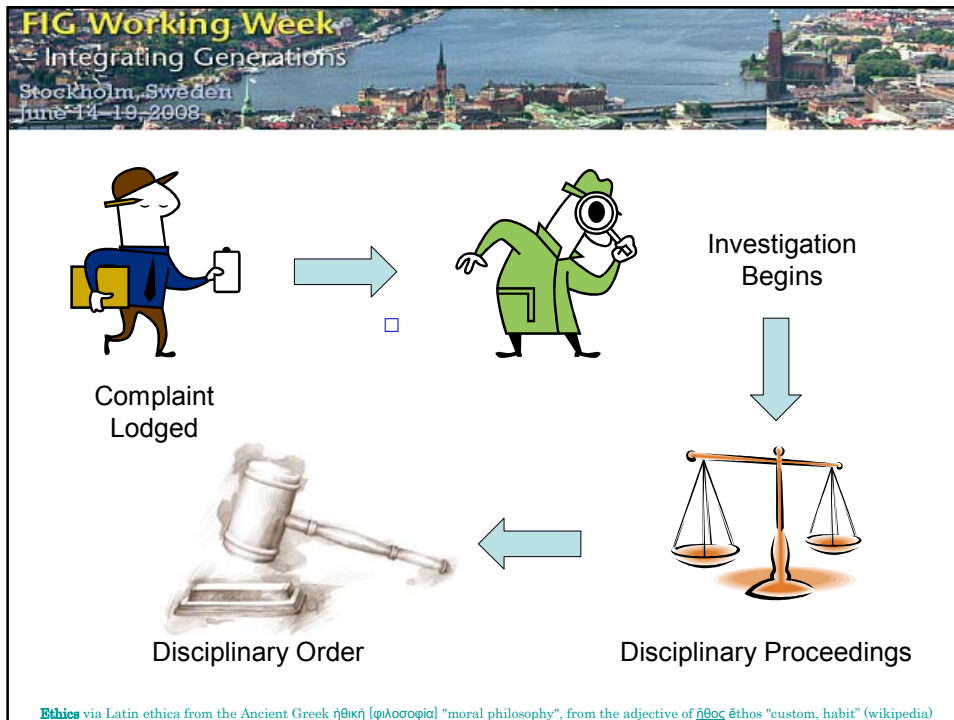 FIG Working Week
– Integrating Generations
Stockholm, Sweden
June 14-19, 2008
Investigation
Begins
Complaint
Lodged
Disciplinary Order
Disciplinary Proceedings
Ethics via Latin ethica from the Ancient Greek ἠθική [φιλοσοφία] "moral philosophy", from the adjective of ἦθος ēthos "custom, habit” (wikipedia)